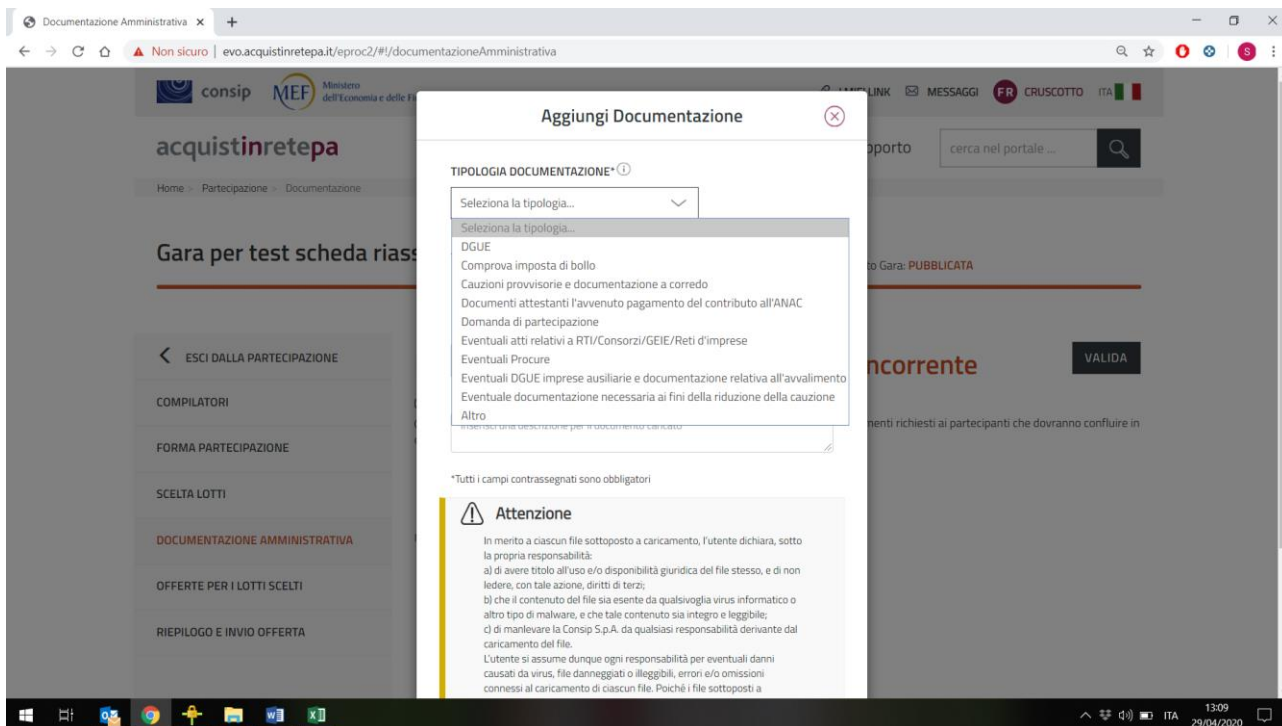 Documentazione Amministrativa
Non sicuro | evo.acquistinretepa.it/eproc2/#!/documentazioneAmministrativa
S
consip
MEF
Ministero
dell'Economia e delle
LINK MESSAGGI FR CRUSCOTTO ITA
acquistinretepa
cerca nel portale ...
Home > Partecipazione > Documentazione
Gara per test scheda
Gara: PUBBLICATA
ESCI DALLA PARTECIPAZIONE
COMPILATORI
FORMA PARTECIPAZIONE
SCELTA LOTTI
DOCUMENTAZIONE AMMINISTRATIVA
OFFERTE PER I LOTTI SCELTI
RIEPILOGO E INVIO OFFERTA
ncorrente
VALIDA
menti richiesti ai partecipanti che dovranno confluire in
Aggiungi Documentazione
TIPOLOGIA DOCUMENTAZIONE*
Seleziona la tipologia...
Seleziona la tipologia...
DGUE
Comprova imposta di bollo
Cauzioni provvisorie e documentazione a corredo
Documenti attestanti l'avvenuto pagamento del contributo all'ANAC
Domanda di partecipazione
Eventuali atti relativi a RTI/Consorzi/GEIE/Reti d'imprese
Eventuali Procure
Eventuali DGUE imprese ausiliarie e documentazione relativa all'avvalimento
Eventuale documentazione necessaria ai fini della riduzione della cauzione
Altro
Inserisci una descrizione per il documento caricato
*Tutti i campi contrassegnati sono obbligatori
Attenzione
In merito a ciascun file sottoposto a caricamento, l'utente dichiara, sotto
la propria responsabilità:
a) di avere titolo all'uso e/o disponibilità giuridica del file stesso, e di non
ledere, con tale azione, diritti di terzi;
b) che il contenuto del file sia esente da qualsivoglia virus informatico o
altro tipo di malware, e che tale contenuto sia integro e leggibile;
c) di manlevare la Consip S.p.A. da qualsiasi responsabilità derivante dal
caricamento del file.
L'utente si assume dunque ogni responsabilità per eventuali danni
causati da virus, file danneggiati o illeggibili, errori e/o omissioni
connessi al caricamento di ciascun file. Poiché i file sottoposti a
ITA
13:09
29/04/2020